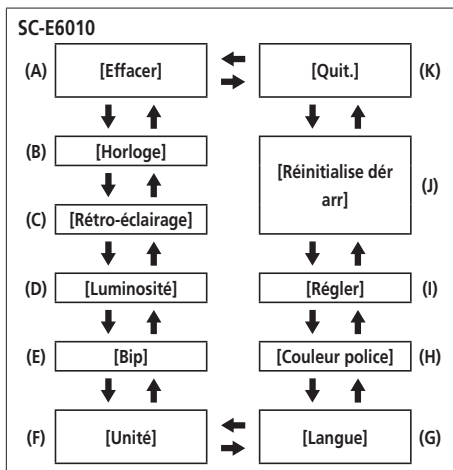 SC-E6010
(A) [Effacer] [Quit.] (K)
(B) [Horloge]
[Réinitialise dér
arr] (J)
(C) [Rétro-éclairage]
(D) [Luminosité] [Régler] (I)
(E) [Bip] [Couleur police] (H)
(F) [Unité] [Langue] (G)